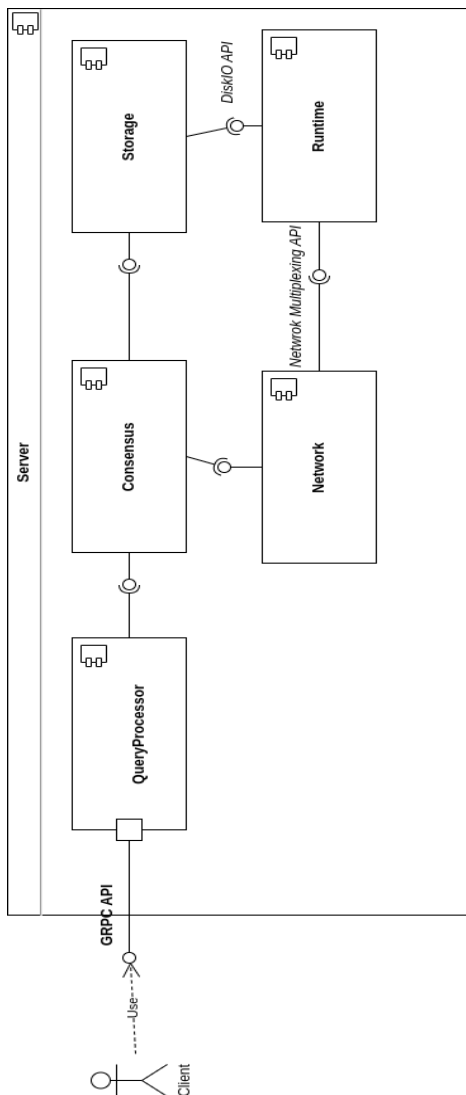 Server
Storage
DiskIO API
Runtime
Netwrok Multiplexing API
Consensus
Network
QueryProcessor
GRPC API
Use
Client